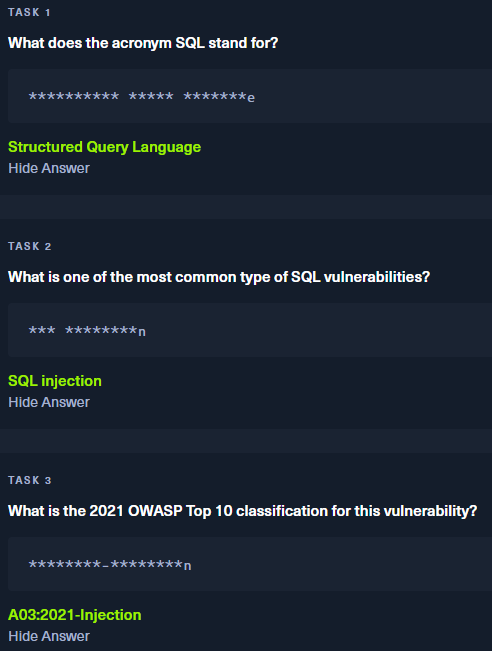 TASK 1
What does the acronym SQL stand for?
********** ***** *******e
Structured Query Language
Hide Answer
TASK 2
What is one of the most common type of SQL vulnerabilities?
*** ********n
SQL injection
Hide Answer
TASK 3
What is the 2021 OWASP Top 10 classification for this vulnerability?
********-********n
A03:2021-Injection
Hide Answer